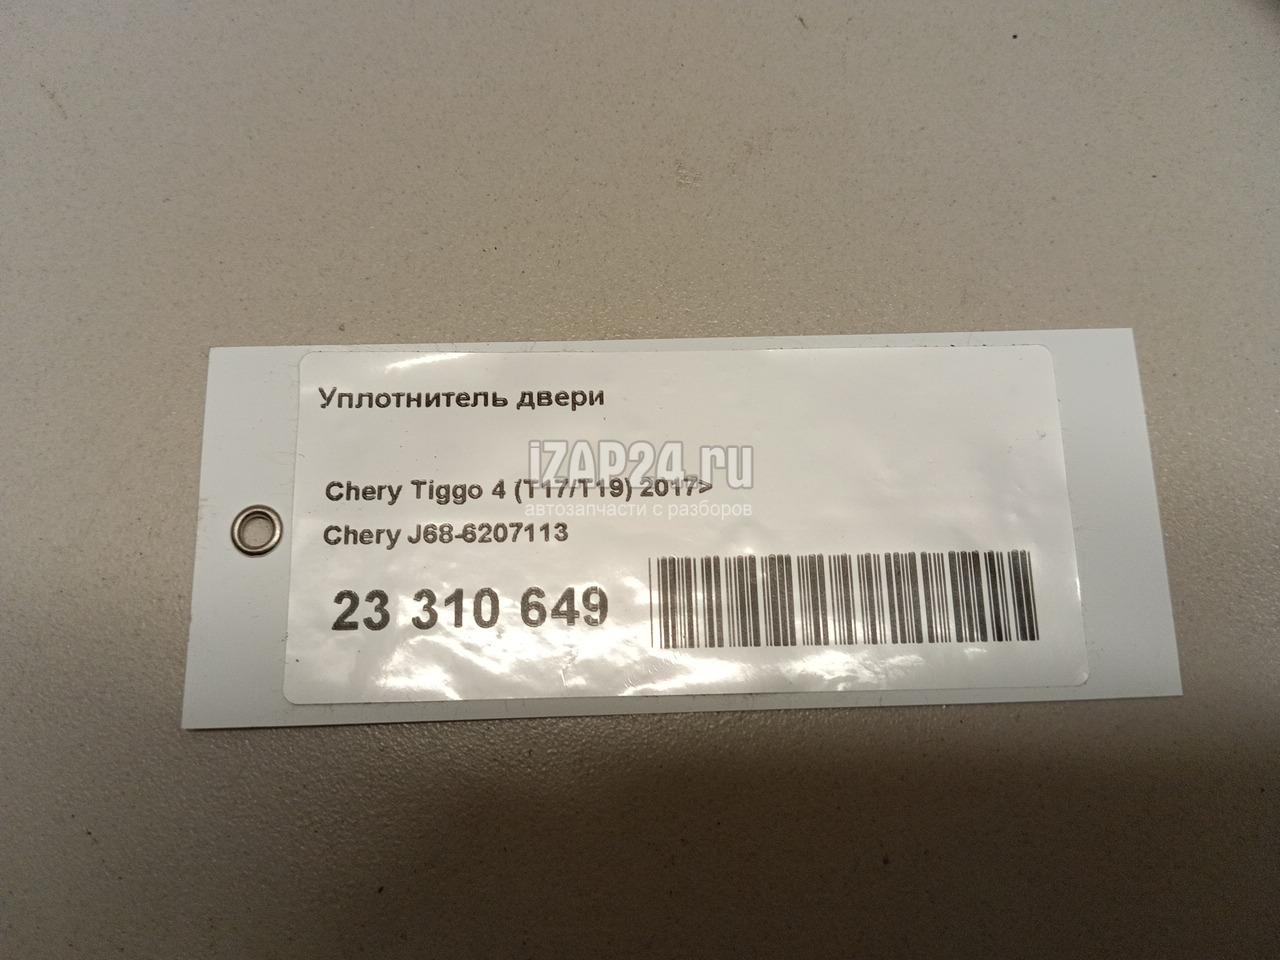 Уплотнитель двери
iZAP24.ru
Chery Tiggo 4 (T17/T19) 2017>
автозапчасти с разборов
Chery J68-6207113
23 310 649